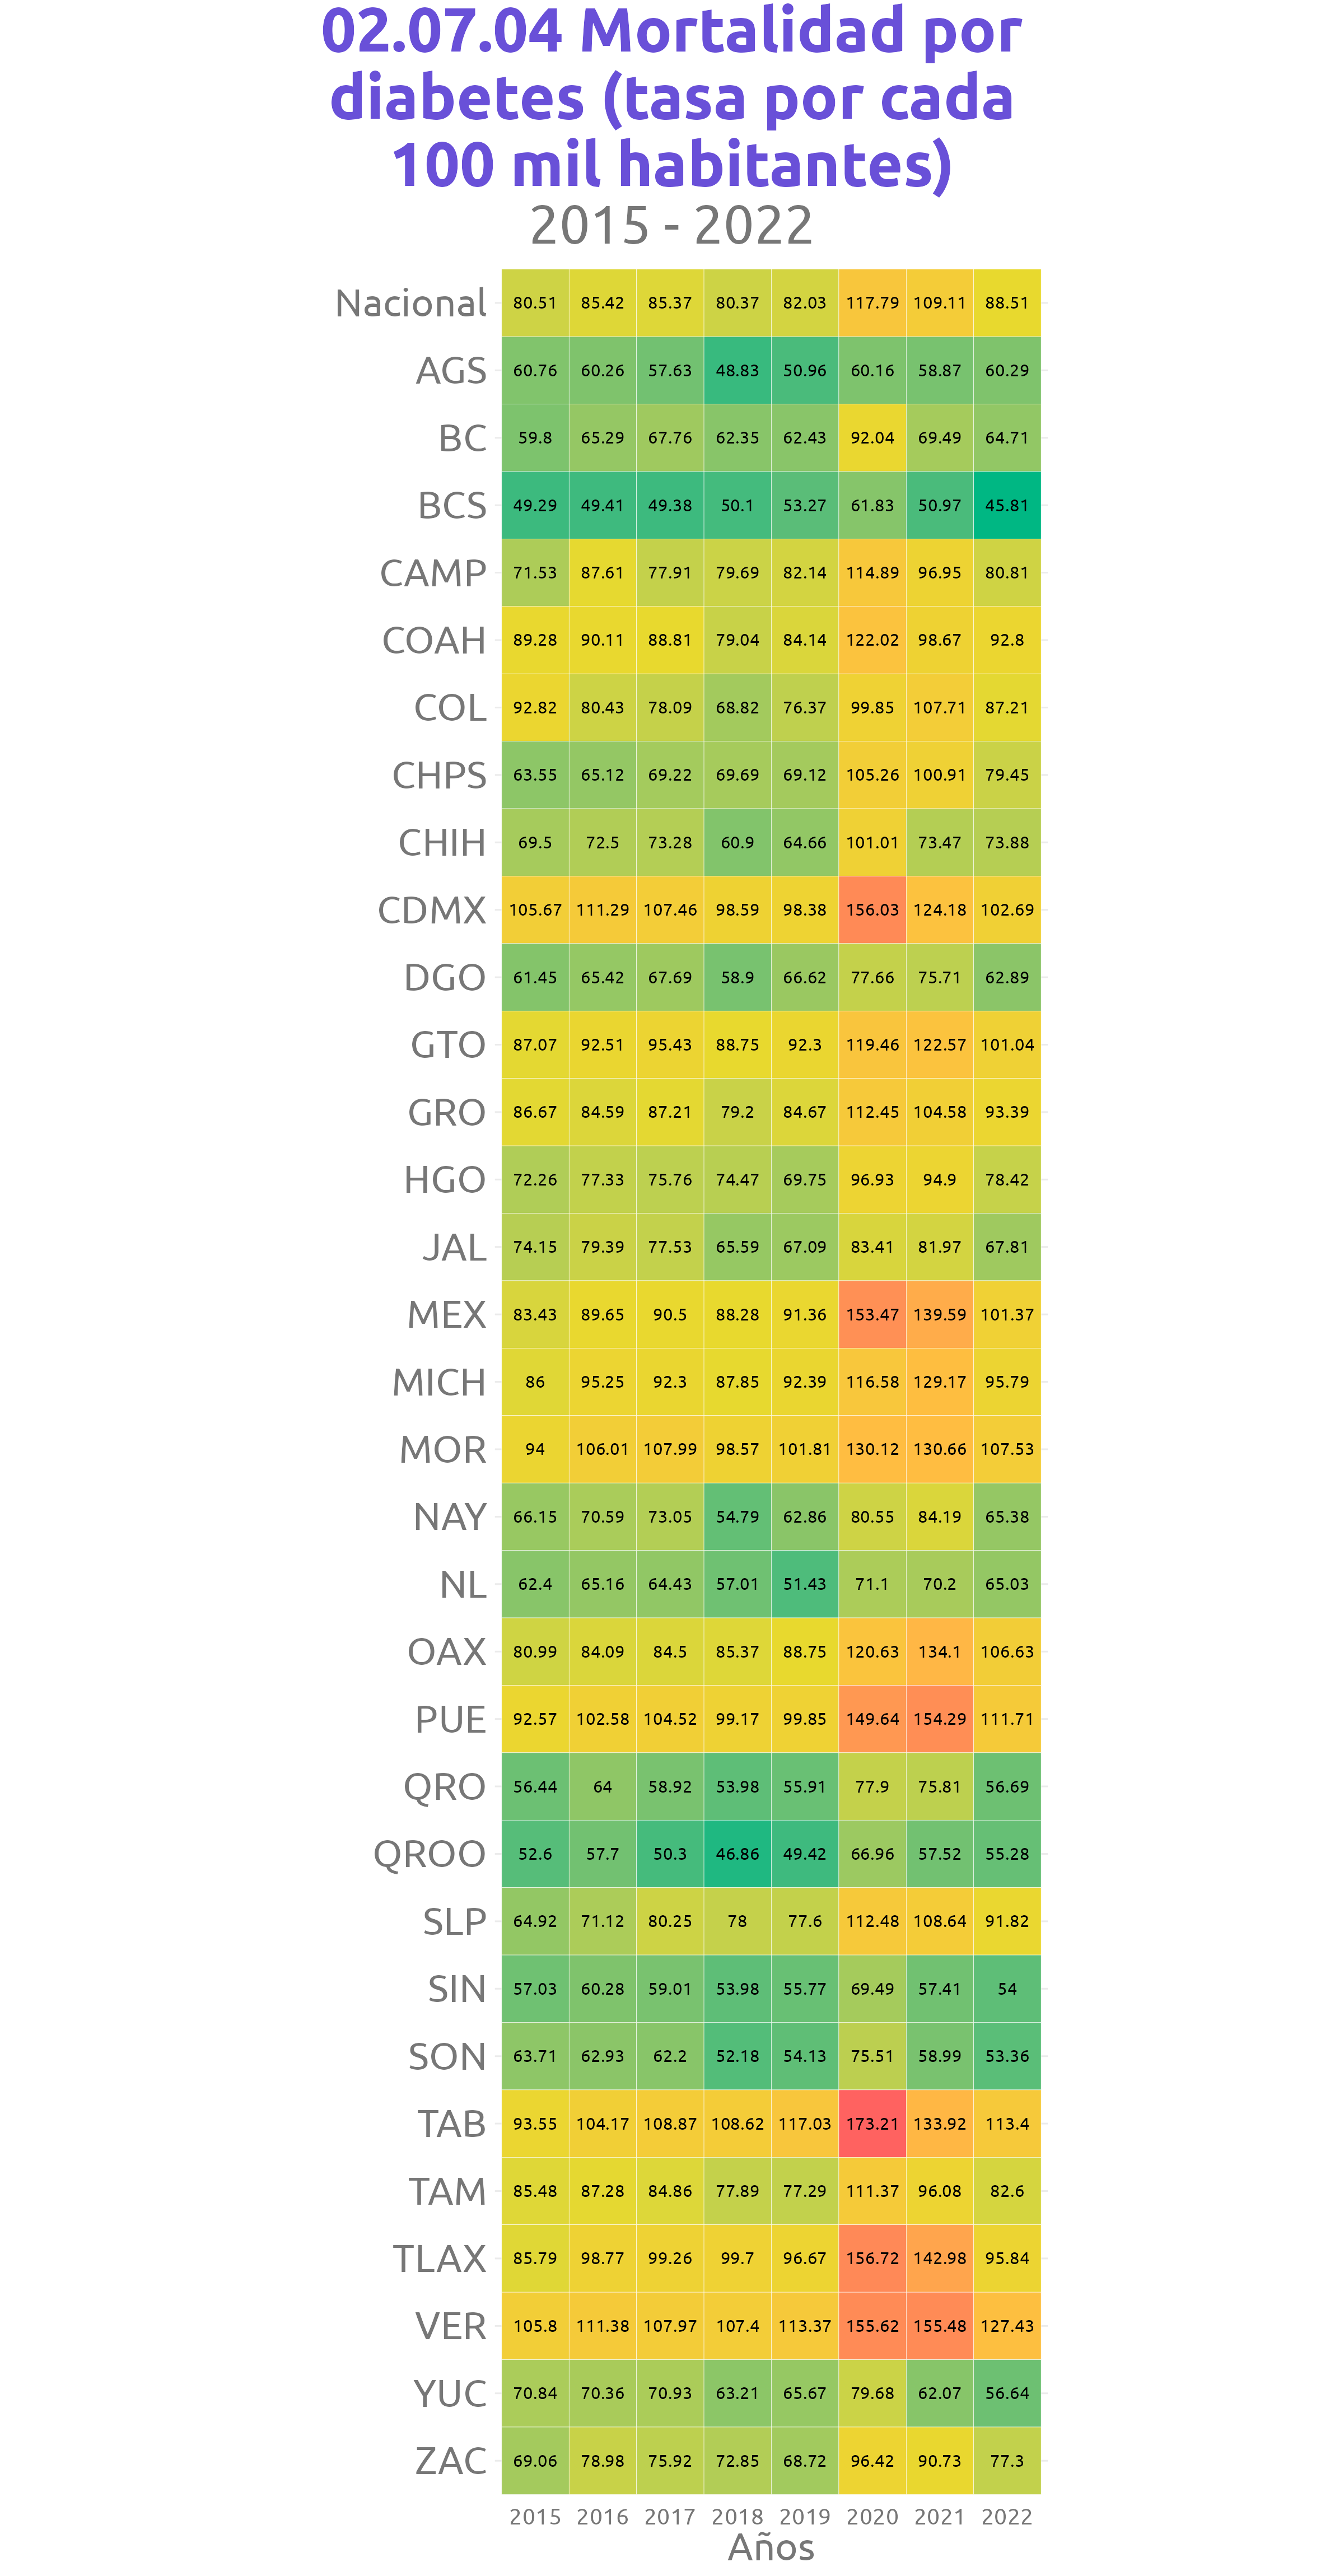 02.07.04 Mortalidad por
diabetes (tasa por cada
100 mil habitantes)
2015 - 2022
Nacional 80.51 85.42 85.37 80.37 82.03 117.79 109.11 88.51
AGS 60.76 60.26 57.63 48.83 50.96 60.16 58.87 60.29
BC 59.8 65.29 67.76 62.35 62.43 92.04 69.49 64.71
BCS 49.29 49.41 49.38 50.1 53.27 61.83 50.97 45.81
CAMP 71.53 87.61 77.91 79.69 82.14 114.89 96.95 80.81
COAH 89.28 90.11 88.81 79.04 84.14 122.02 98.67 92.8
COL 92.82 80.43 78.09 68.82 76.37 99.85 107.71 87.21
CHPS 63.55 65.12 69.22 69.69 69.12 105.26 100.91 79.45
CHIH 69.5 72.5 73.28 60.9 64.66 101.01 73.47 73.88
CDMX 105.67 111.29 107.46 98.59 98.38 156.03 124.18 102.69
DGO 61.45 65.42 67.69 58.9 66.62 77.66 75.71 62.89
GTO 87.07 92.51 95.43 88.75 92.3 119.46 122.57 101.04
GRO 86.67 84.59 87.21 79.2 84.67 112.45 104.58 93.39
HGO 72.26 77.33 75.76 74.47 69.75 96.93 94.9 78.42
JAL 74.15 79.39 77.53 65.59 67.09 83.41 81.97 67.81
MEX 83.43 89.65 90.5 88.28 91.36 153.47 139.59 101.37
MICH 86 95.25 92.3 87.85 92.39 116.58 129.17 95.79
MOR 94 106.01 107.99 98.57 101.81 130.12 130.66 107.53
NAY 66.15 70.59 73.05 54.79 62.86 80.55 84.19 65.38
NL 62.4 65.16 64.43 57.01 51.43 71.1 70.2 65.03
OAX 80.99 84.09 84.5 85.37 88.75 120.63 134.1 106.63
PUE 92.57 102.58 104.52 99.17 99.85 149.64 154.29 111.71
QRO 56.44 64 58.92 53.98 55.91 77.9 75.81 56.69
QROO 52.6 57.7 50.3 46.86 49.42 66.96 57.52 55.28
SLP 64.92 71.12 80.25 78 77.6 112.48 108.64 91.82
SIN 57.03 60.28 59.01 53.98 55.77 69.49 57.41 54
SON 63.71 62.93 62.2 52.18 54.13 75.51 58.99 53.36
TAB 93.55 104.17 108.87 108.62 117.03 173.21 133.92 113.4
TAM 85.48 87.28 84.86 77.89 77.29 111.37 96.08 82.6
TLAX 85.79 98.77 99.26 99.7 96.67 156.72 142.98 95.84
VER 105.8 111.38 107.97 107.4 113.37 155.62 155.48 127.43
YUC 70.84 70.36 70.93 63.21 65.67 79.68 62.07 56.64
ZAC 69.06 78.98 75.92 72.85 68.72 96.42 90.73 77.3
2015 2016 2017 2018 2019 2020 2021 2022
Años